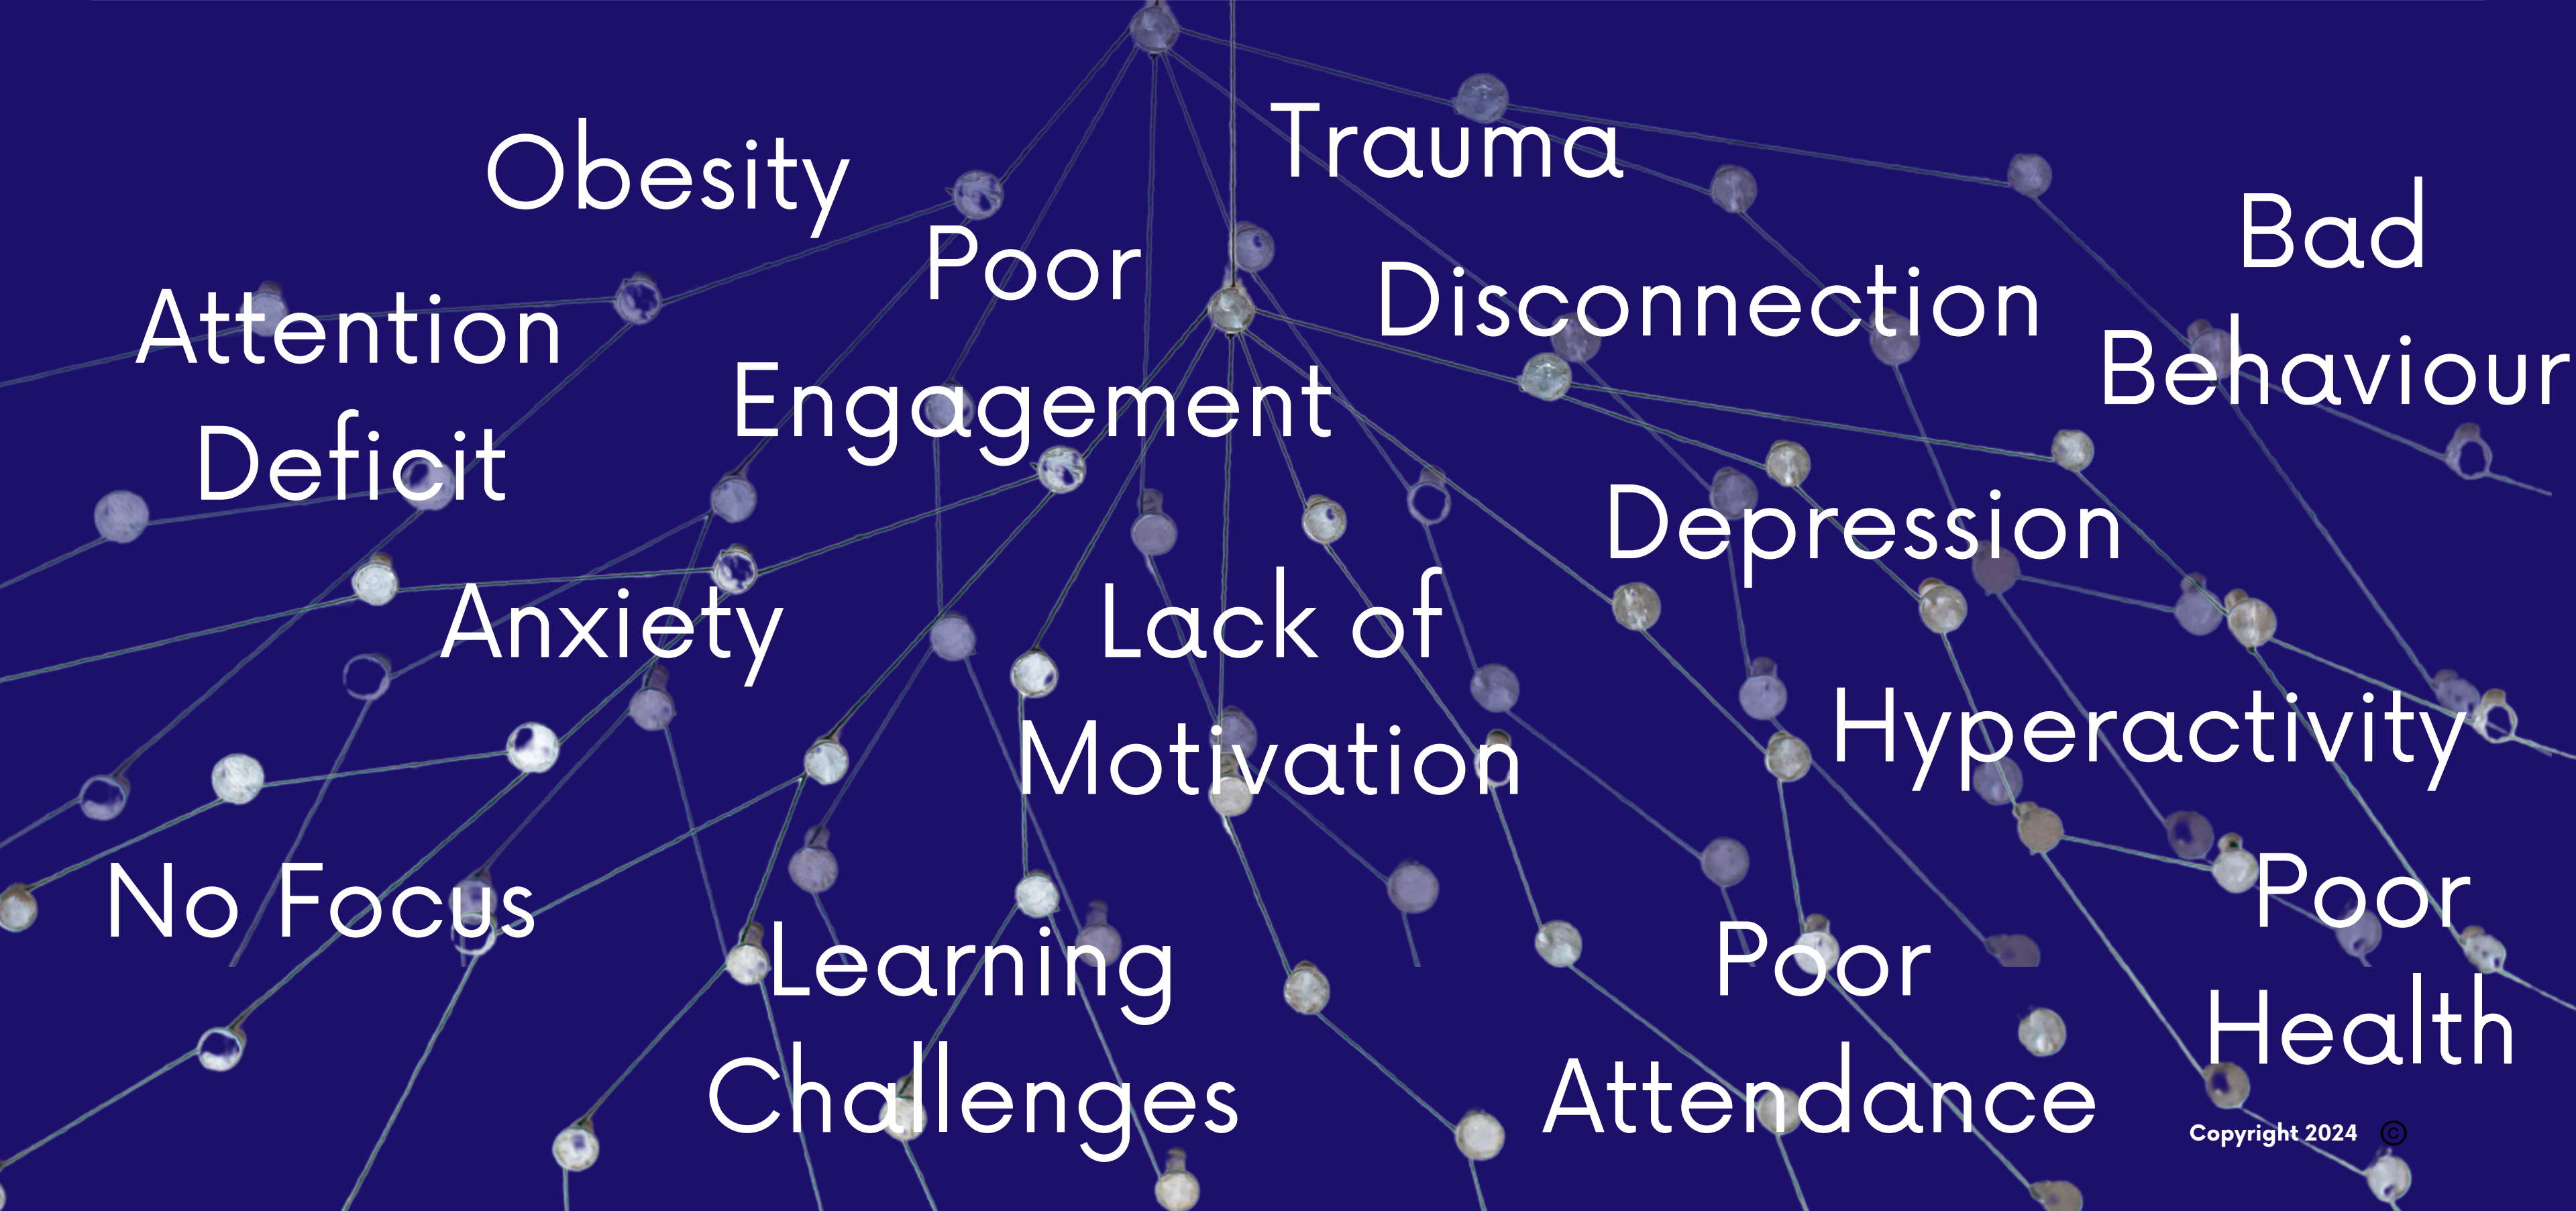 Obesity
Trauma
Bad
Behaviour
Poor
Engagement
Disconnection
Attention
Deficit
Depression
Anxiety
Lack of
Motivation
Hyperactivity
No Focus
Learning
Challenges
Poor
Attendance
Poor
Health
Copyright 2024 ©